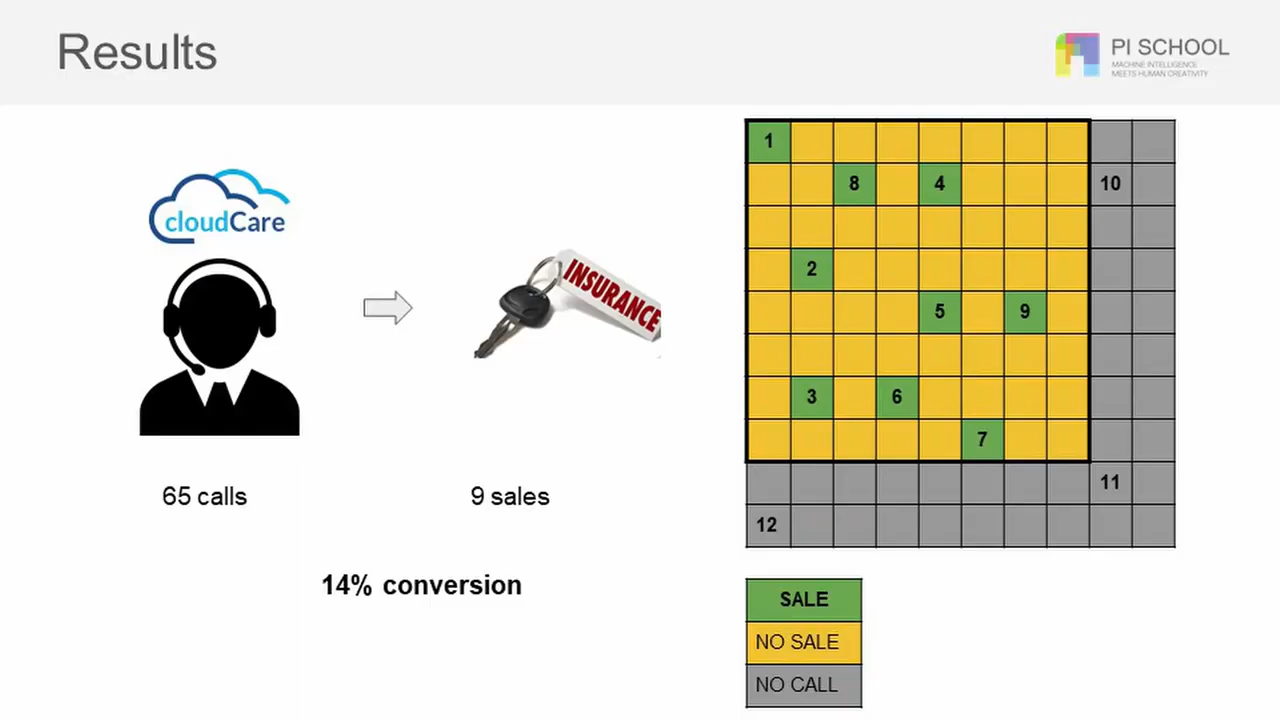 Results
PI SCHOOL
MACHINE INTELLIGENCE
MEETS HUMAN CREATIVITY
cloudCare
INSURANCE
65 calls
9 sales
14% conversion
1
8 4 10
2
5 9
3 6
7
11
12
SALE
NO SALE
NO CALL